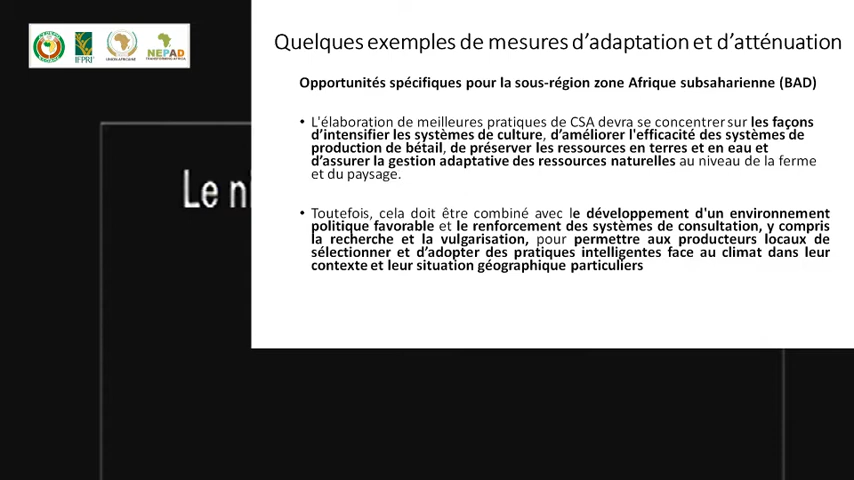 Quelques exemples de mesures d’adaptation et d’atténuation
Opportunités spécifiques pour la sous-région zone Afrique subsaharienne (BAD)
• L'élaboration de meilleures pratiques de CSA devra se concentrer sur les façons
d’intensifier les systèmes de culture, d’améliorer l'efficacité des systèmes de
production de bétail, de préserver les ressources en terres et en eau et
d’assurer la gestion adaptative des ressources naturelles au niveau de la ferme
et du paysage.
• Toutefois, cela doit être combiné avec le développement d'un environnement
politique favorable et le renforcement des systèmes de consultation, y compris
la recherche et la vulgarisation, pour permettre aux producteurs locaux de
sélectionner et d’adopter des pratiques intelligentes face au climat dans leur
contexte et leur situation géographique particuliers
IFPRI
UNION AFRICAINE
NEPAD
Le ni